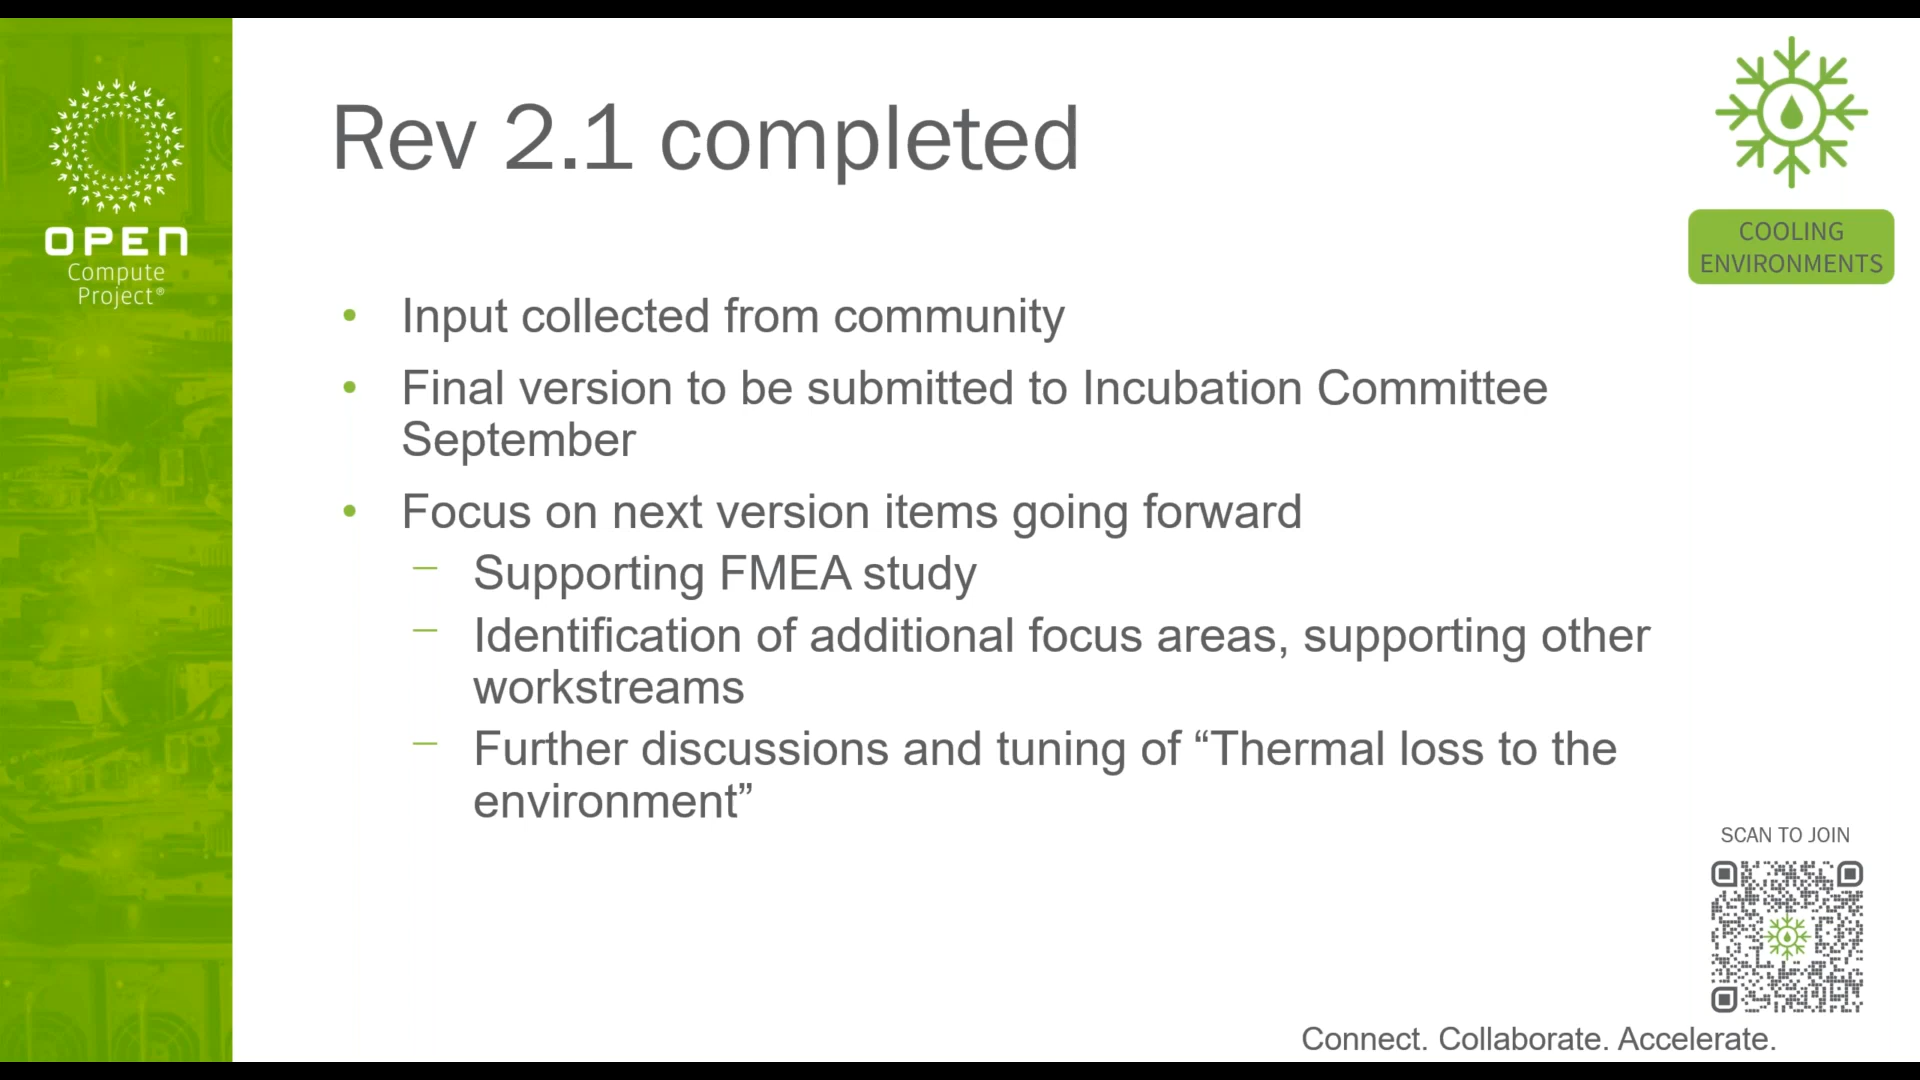 OPEN
Compute
Project®
Rev 2.1 completed
COOLING
ENVIRONMENTS
• Input collected from community
• Final version to be submitted to Incubation Committee
September
• Focus on next version items going forward
– Supporting FMEA study
– Identification of additional focus areas, supporting other
workstreams
– Further discussions and tuning of “Thermal loss to the
environment”
SCAN TO JOIN
Connect. Collaborate. Accelerate.